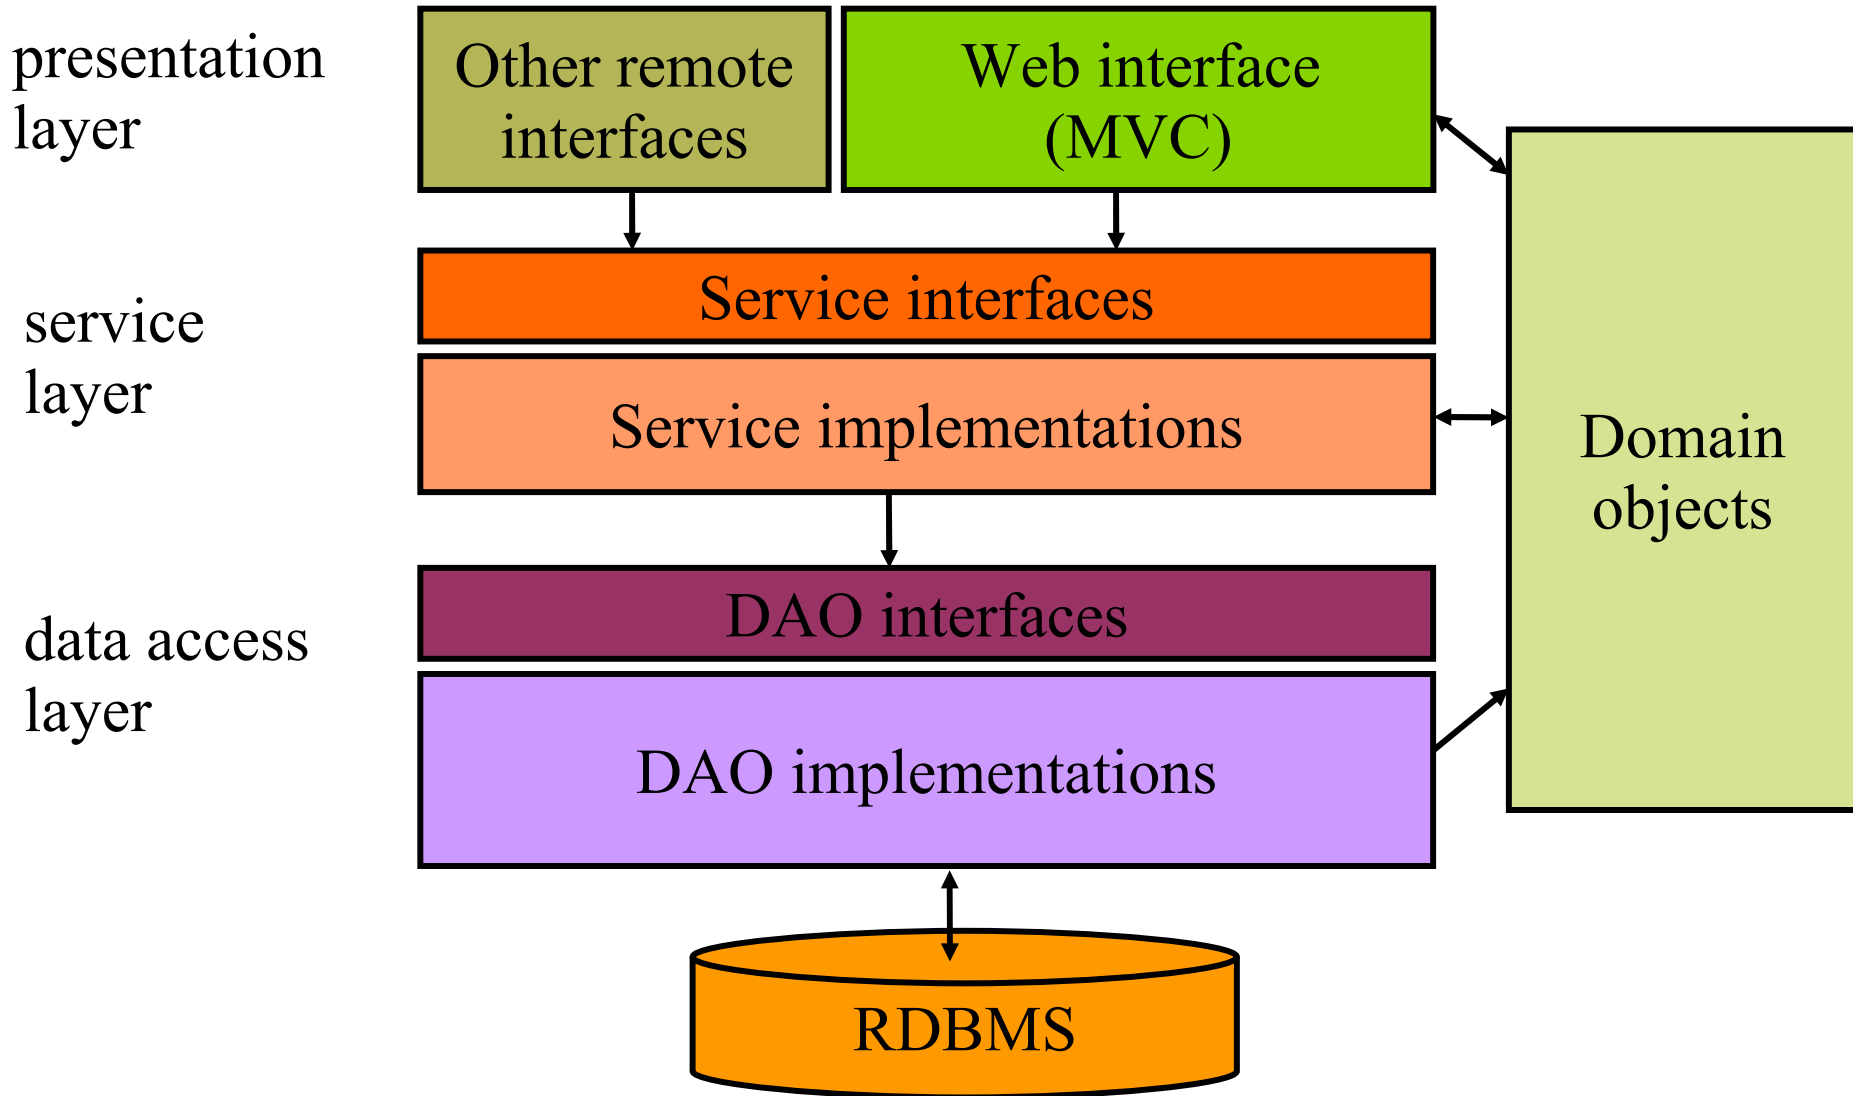 presentation
layer
Other remote
interfaces
Web interface
(MVC)
service
layer
Service interfaces
Service implementations
Domain
objects
data access
layer
DAO interfaces
DAO implementations
RDBMS